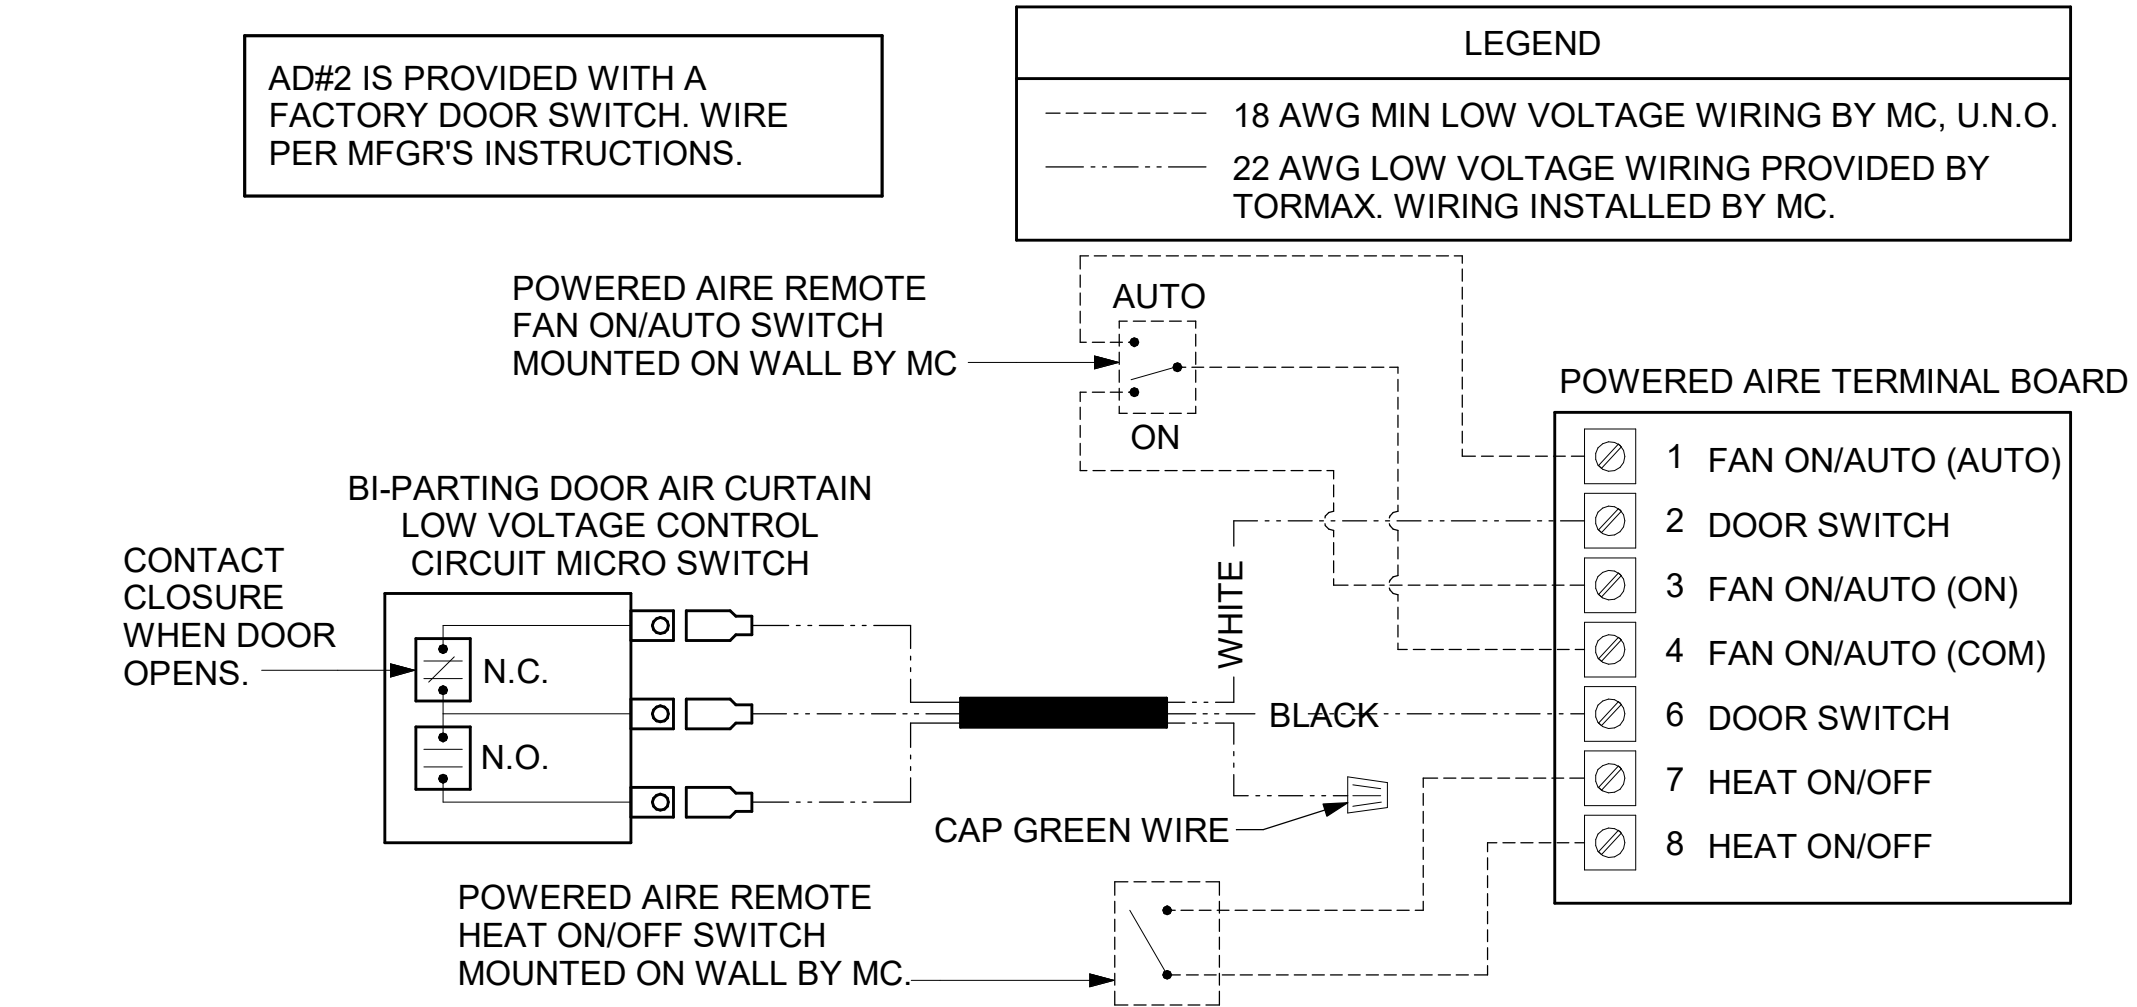 AD#2 IS PROVIDED WITH A
FACTORY DOOR SWITCH. WIRE
PER MFGR'S INSTRUCTIONS.
LEGEND
18 AWG MIN LOW VOLTAGE WIRING BY MC, U.N.O.
22 AWG LOW VOLTAGE WIRING PROVIDED BY
TORMAX. WIRING INSTALLED BY MC.
POWERED AIRE REMOTE
FAN ON/AUTO SWITCH
MOUNTED ON WALL BY MC
AUTO
ON
POWERED AIRE TERMINAL BOARD
1 FAN ON/AUTO (AUTO)
2 DOOR SWITCH
3 FAN ON/AUTO (ON)
4 FAN ON/AUTO (COM)
6 DOOR SWITCH
7 HEAT ON/OFF
8 HEAT ON/OFF
BI-PARTING DOOR AIR CURTAIN
LOW VOLTAGE CONTROL
CIRCUIT MICRO SWITCH
CONTACT
CLOSURE
WHEN DOOR
OPENS.
N.C.
N.O.
WHITE
BLACK
CAP GREEN WIRE
POWERED AIRE REMOTE
HEAT ON/OFF SWITCH
MOUNTED ON WALL BY MC.